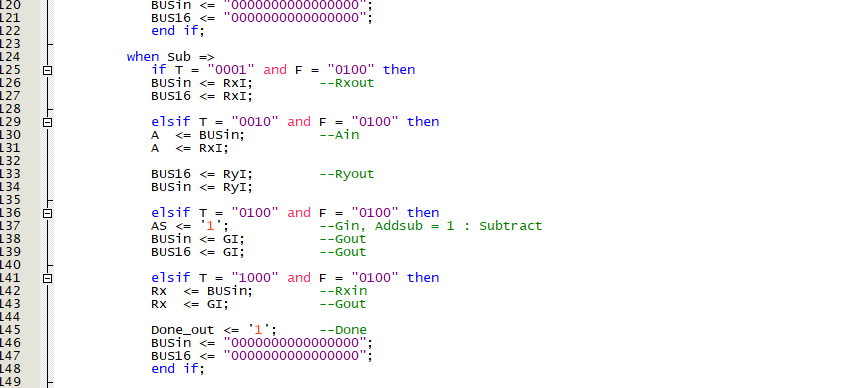 120 BUSin <= "0000000000000000";
121 BUS16 <= "0000000000000000";
122 end if;
123
124 when Sub =>
125 if T = "0001" and F = "0100" then
126 BUSin <= RxI; --Rxout
127 BUS16 <= RxI;
128
129 elsif T = "0010" and F = "0100" then
130 A <= BUSin; --Ain
131 A <= RxI;
132
133 BUS16 <= RyI; --Ryout
134 BUSin <= RyI;
135
136 elsif T = "0100" and F = "0100" then
137 AS <= '1'; --Gin, Addsub = 1 : Subtract
138 BUSin <= GI; --Gout
139 BUS16 <= GI; --Gout
140
141 elsif T = "1000" and F = "0100" then
142 Rx <= BUSin; --Rxin
143 Rx <= GI; --Gout
144
145 Done_out <= '1'; --Done
146 BUSin <= "0000000000000000";
147 BUS16 <= "0000000000000000";
148 end if;
149